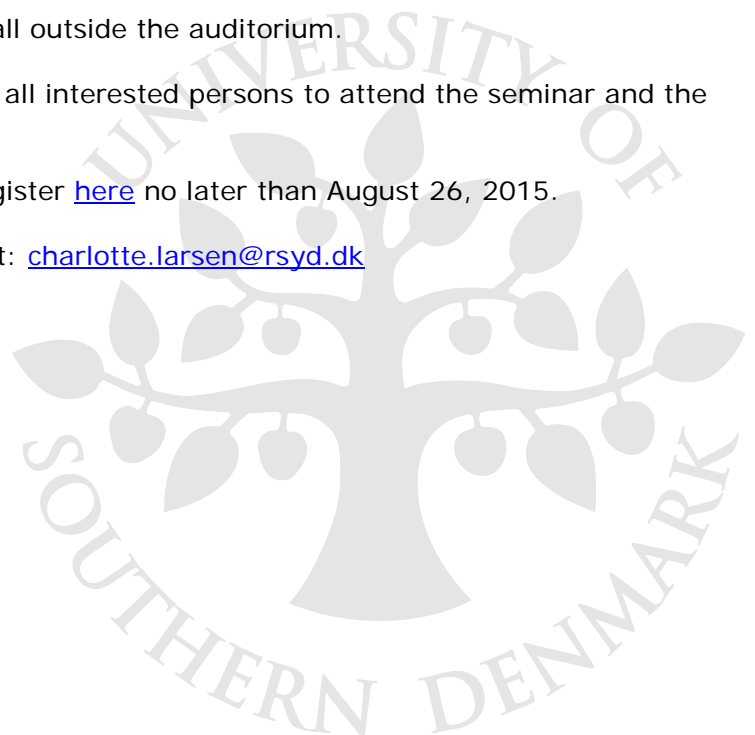 all outside the auditorium.
all interested persons to attend the seminar and the
gister here no later than August 26, 2015.
t: charlotte.larsen@rsyd.dk
UNIVERSITY OF
SOUTHERN DENMARK